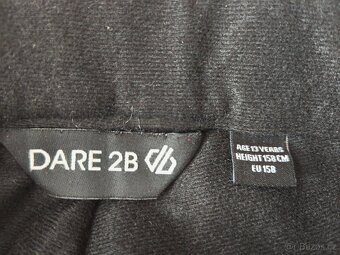 DARE 2B
AGE 13 YEARS
HEIGHT 158 CM
EU 158